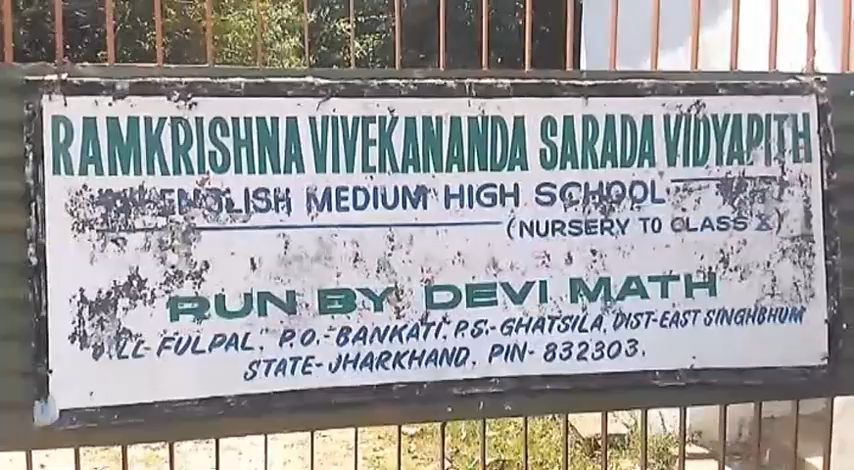 RAMKRISHNA VIVEKANANDA SARADA VIDYAPITH
ENGLISH MEDIUM HIGH SCHOOL
(NURSERY TO CLASS X)
RUN BY DEVI MATH
VILL-FULPAL, P.O.-BANKATI, P.S.-GHATSILA, DIST-EAST SINGHBHUM
STATE-JHARKHAND, PIN-832303.